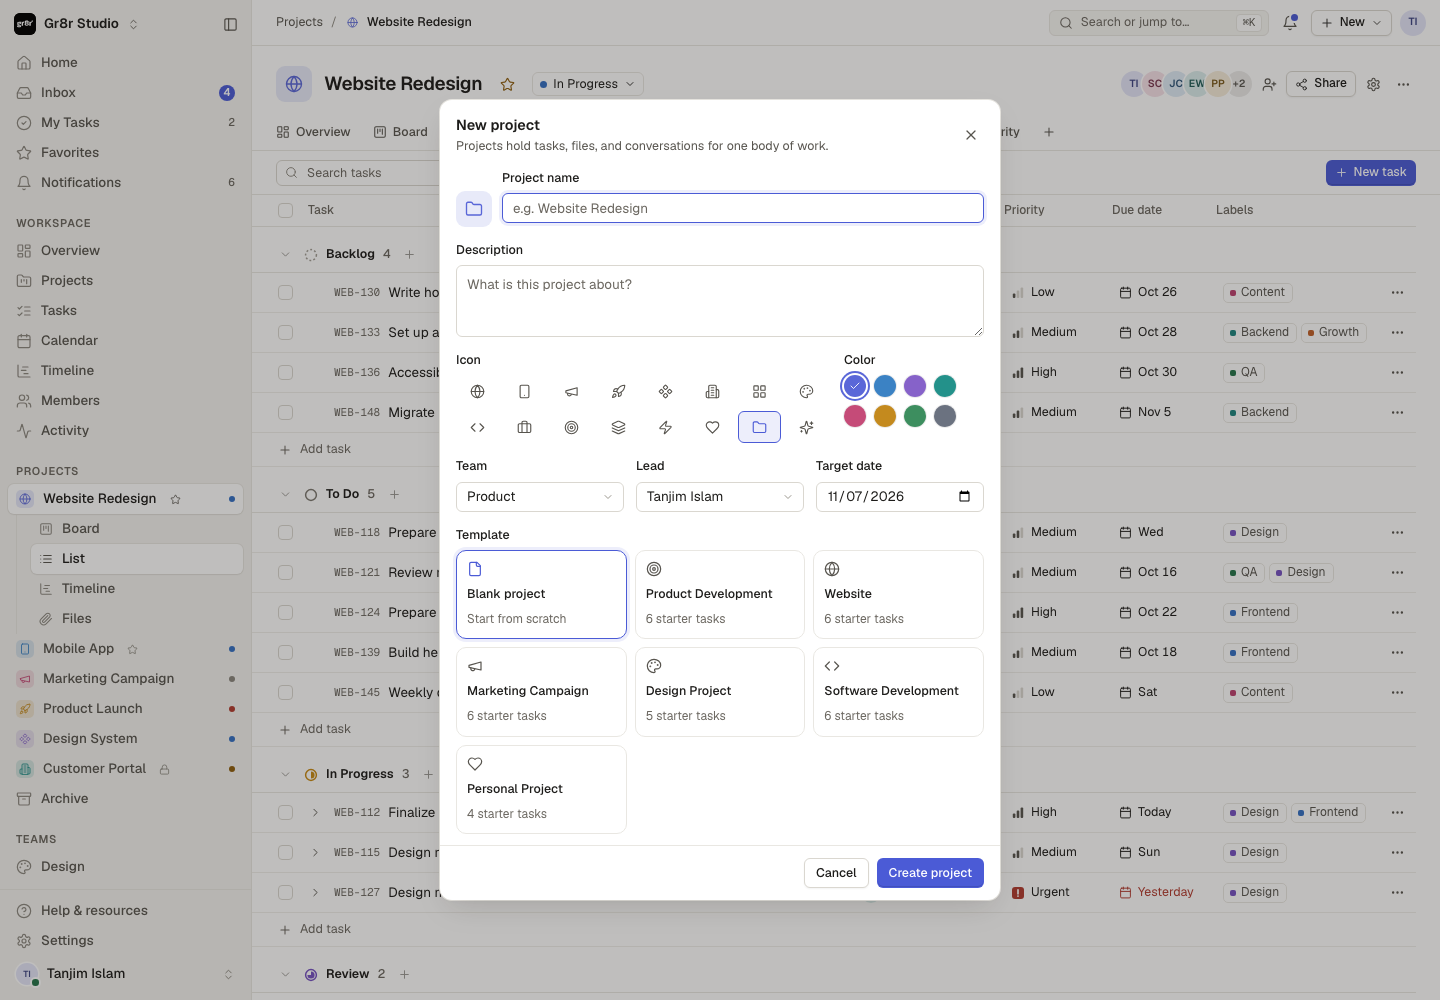 gr8r
Gr8r Studio
Home
Inbox 4
My Tasks 2
Favorites
Notifications 6
WORKSPACE
Overview
Projects
Tasks
Calendar
Timeline
Members
Activity
PROJECTS
Website Redesign
Board
List
Timeline
Files
Mobile App
Marketing Campaign
Product Launch
Design System
Customer Portal
Archive
TEAMS
Design
Help & resources
Settings
TI Tanjim Islam
Projects / Website Redesign
Search or jump to... ⌘K
New
TI
Website Redesign
In Progress
TI SC JC EW PP +2
Share
Overview
Board
Search tasks
New task
Task Priority Due date Labels
Backlog 4
WEB-130 Write Low Oct 26 Content
WEB-133 Set up Medium Oct 28 Backend Growth
WEB-136 High Oct 30 QA
WEB-148 Migrate Medium Nov 5 Backend
Add task
To Do 5
WEB-118 Prepare Medium Wed Design
WEB-121 Review Medium Oct 16 QA Design
WEB-124 Prepare High Oct 22 Frontend
WEB-139 Build Medium Oct 18 Frontend
WEB-145 Weekly Low Sat Content
Add task
In Progress 3
WEB-112 Finalize High Today Design Frontend
WEB-115 Design Medium Sun Design
WEB-127 Design Urgent Yesterday Design
Add task
Review 2
New project
Projects hold tasks, files, and conversations for one body of work.
Project name
e.g. Website Redesign
Description
What is this project about?
Icon
Color
Team Lead Target date
Product Tanjim Islam 11/07/2026
Template
Blank project
Start from scratch
Product Development
6 starter tasks
Website
6 starter tasks
Marketing Campaign
6 starter tasks
Design Project
5 starter tasks
Software Development
6 starter tasks
Personal Project
4 starter tasks
Cancel
Create project